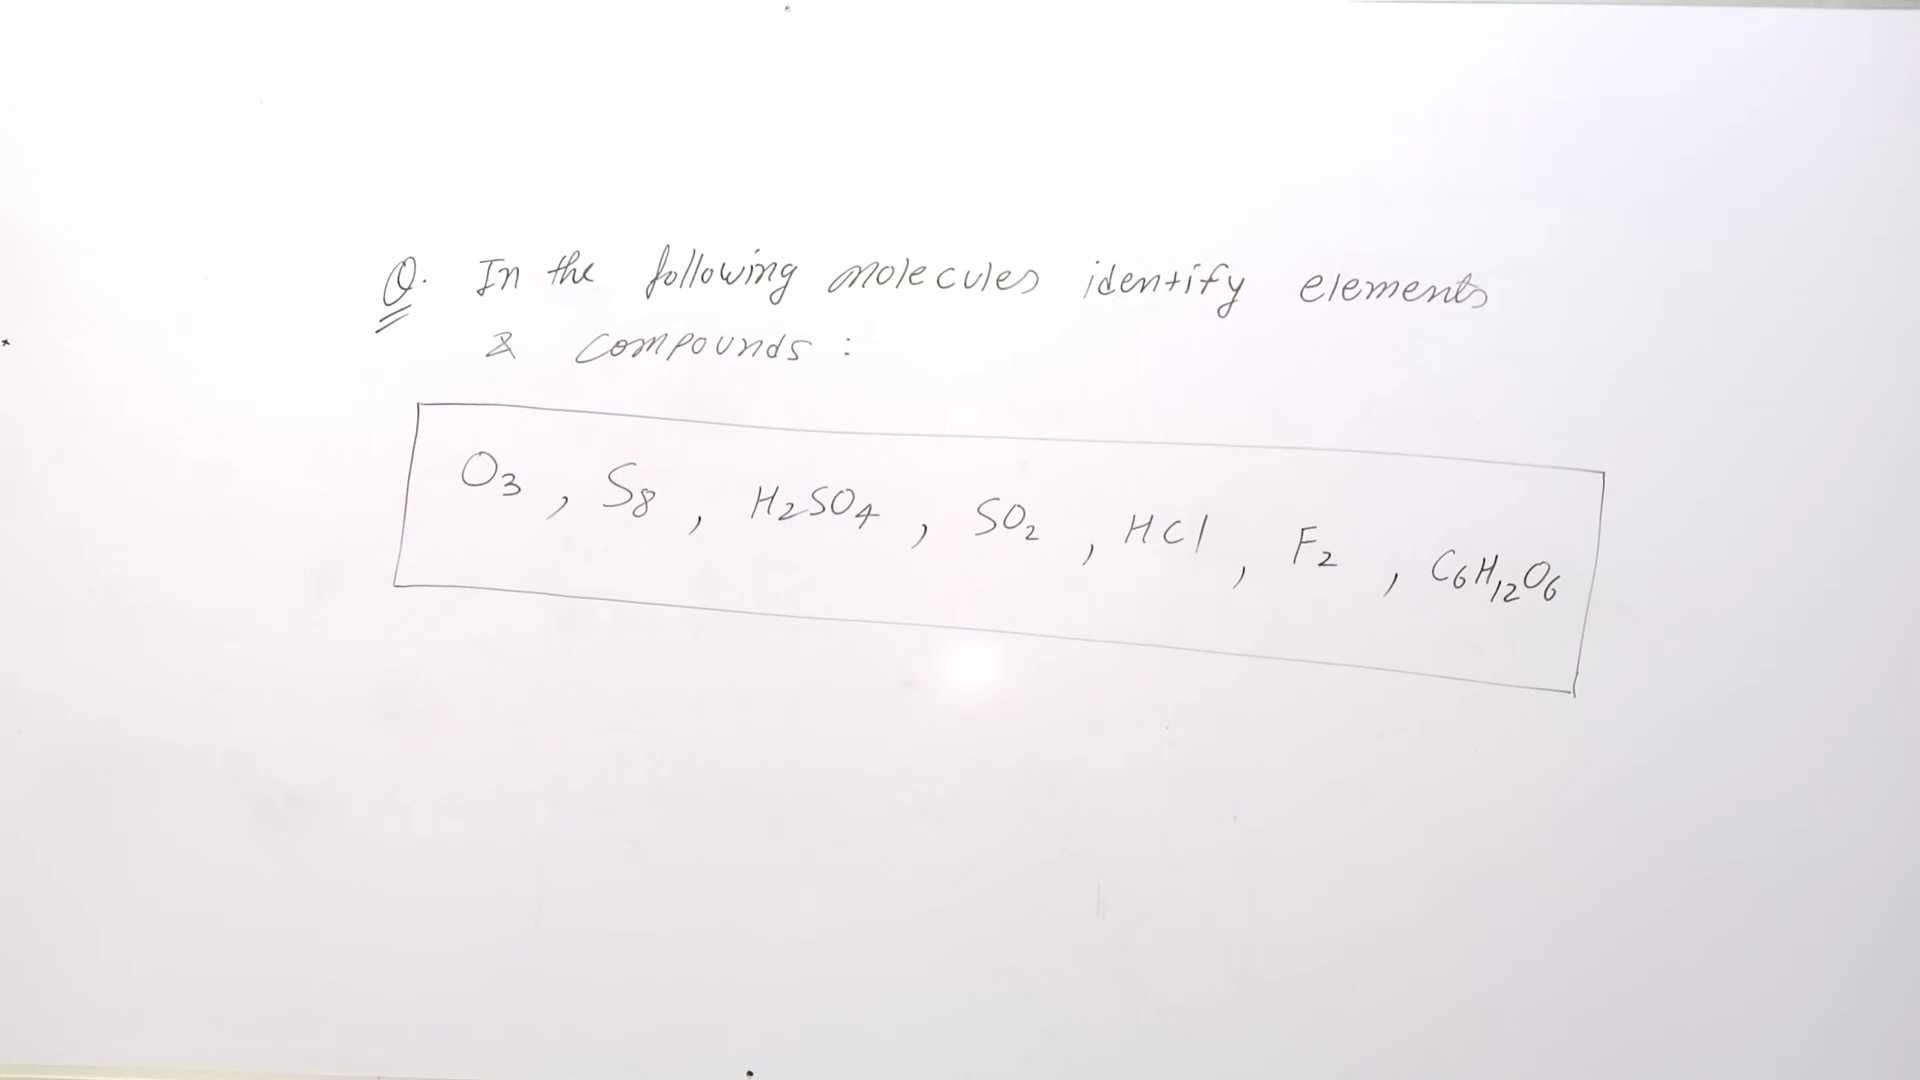 Q. In the following molecules identify elements
& compounds :
O3 , S8 , H2SO4 , SO2 , HCl , F2 , C6H12O6